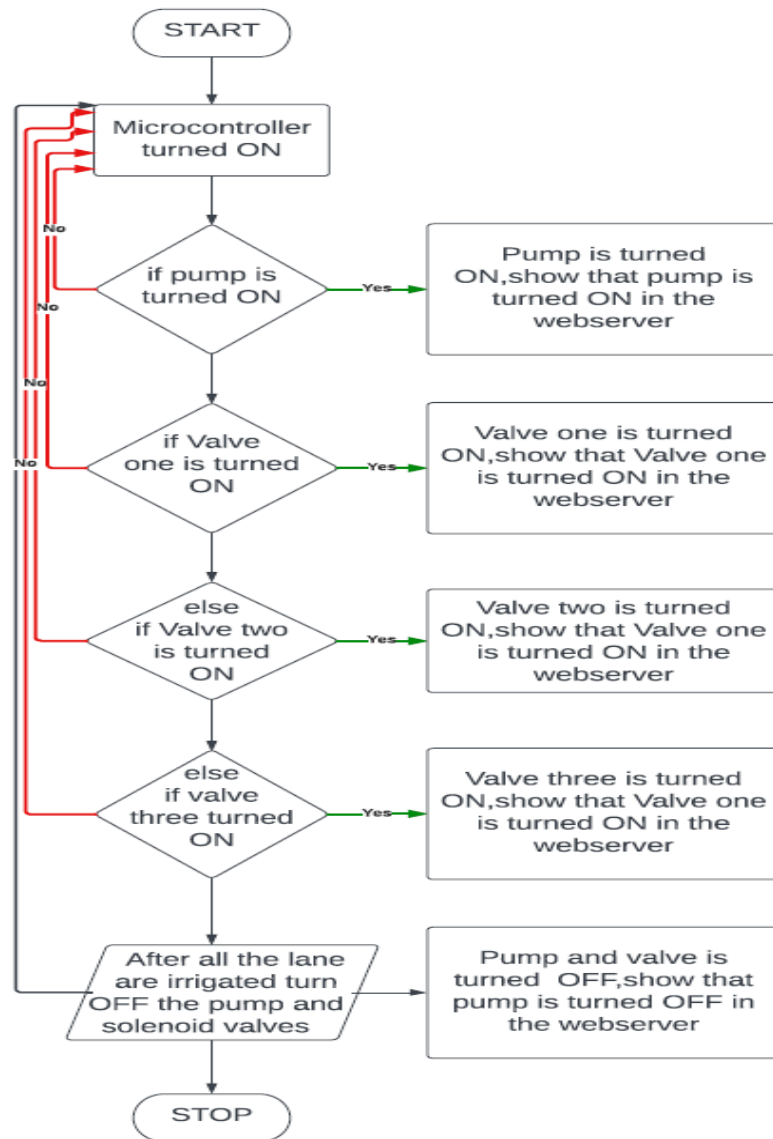 START
Microcontroller
turned ON
No
if pump is
turned ON
Yes
Pump is turned
ON,show that pump is
turned ON in the
webserver
No
if Valve
one is turned
ON
Yes
Valve one is turned
ON,show that Valve one
is turned ON in the
webserver
No
else
if Valve two
is turned
ON
Yes
Valve two is turned
ON,show that Valve one
is turned ON in the
webserver
No
else
if valve
three turned
ON
Yes
Valve three is turned
ON,show that Valve one
is turned ON in the
webserver
After all the lane
are irrigated turn
OFF the pump and
solenoid valves
Pump and valve is
turned OFF,show that
pump is turned OFF in
the webserver
STOP